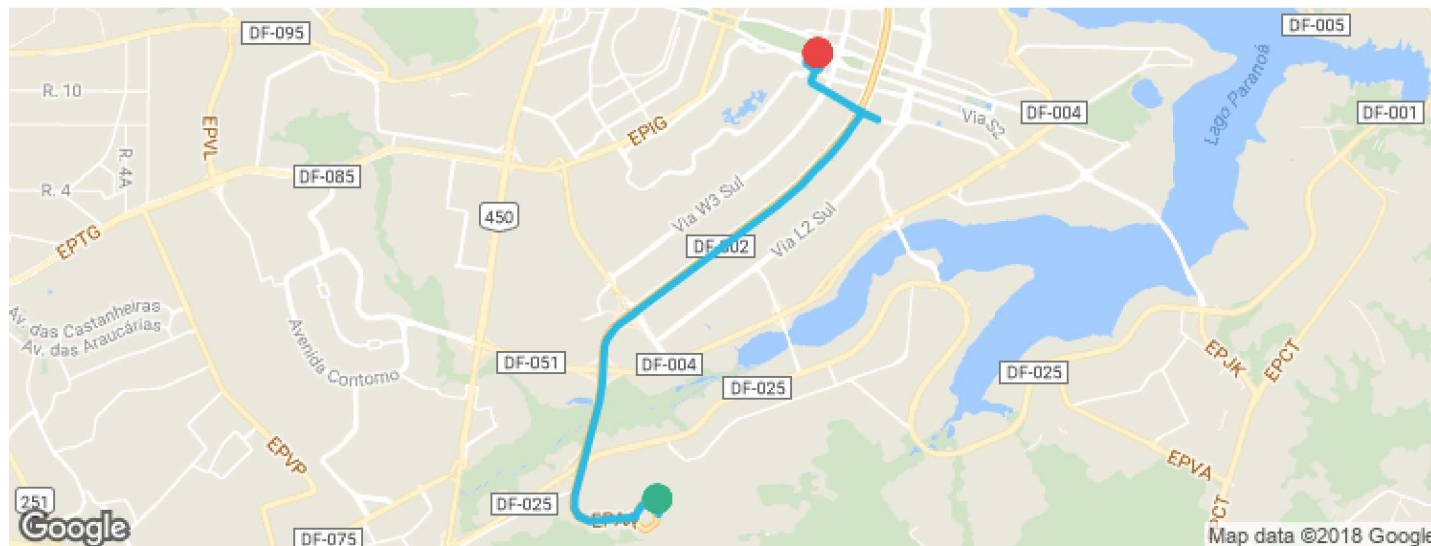 DF-095
DF-005
R. 10
R. 4A
EPVL
EPIG
Via S2
DF-004
Lago Paranoá
DF-001
R. 4
DF-085
EPTG
450
Via W3 Sul
DF-002
Via L2 Sul
Av. das Castanheiras
Av. das Araucárias
Avenida Contorno
DF-051
DF-004
DF-025
DF-025
EPJK
EPCT
EPVP
EPVA
251
DF-025
DF-075
Google
Map data ©2018 Google